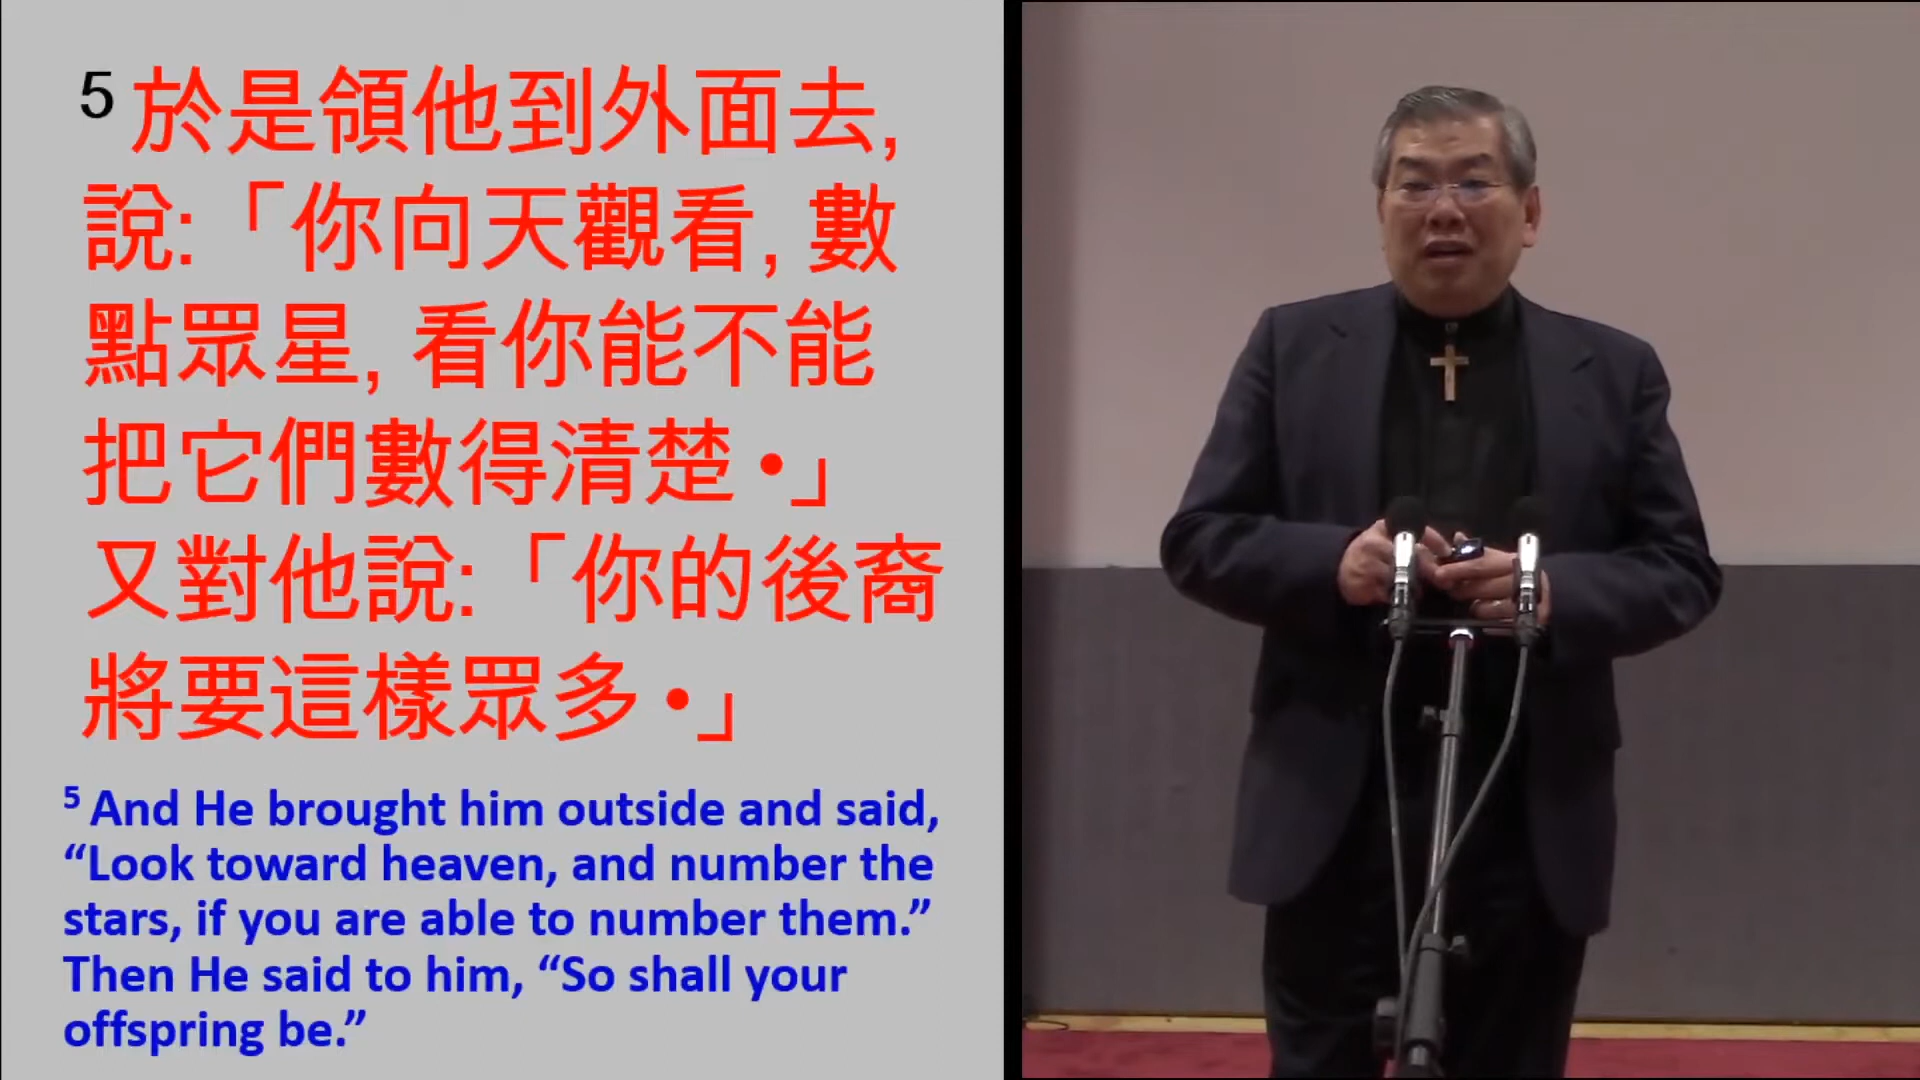 5 於是領他到外面去,
說:「你向天觀看, 數
點眾星, 看你能不能
把它們數得清楚 •」
又對他說:「你的後裔
將要這樣眾多 •」
5 And He brought him outside and said,
“Look toward heaven, and number the
stars, if you are able to number them.”
Then He said to him, “So shall your
offspring be.”